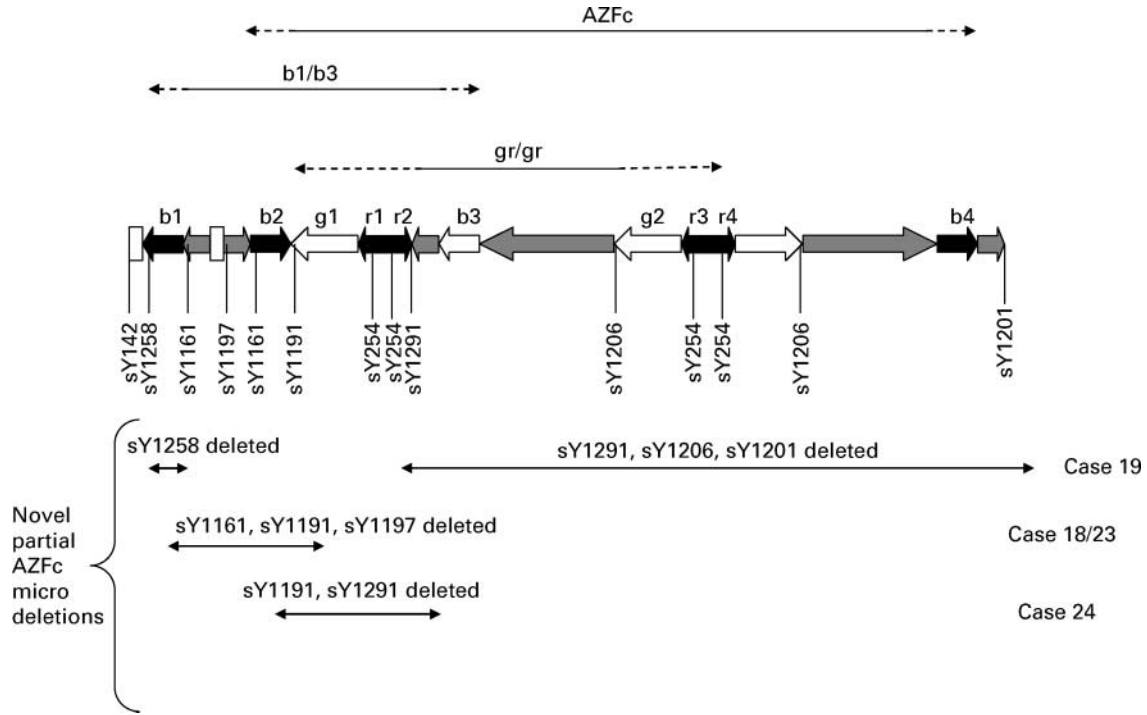 AZFc
b1/b3
gr/gr
b1 b2 g1 r1 r2 b3 g2 r3 r4 b4
sY142 sY1258 sY1161 sY1197 sY1161 sY1191 sY254 sY254 sY1291 sY1206 sY254 sY254 sY1206 sY1201
sY1258 deleted sY1291, sY1206, sY1201 deleted Case 19
sY1161, sY1191, sY1197 deleted Case 18/23
sY1191, sY1291 deleted Case 24
Novel
partial
AZFc
micro
deletions